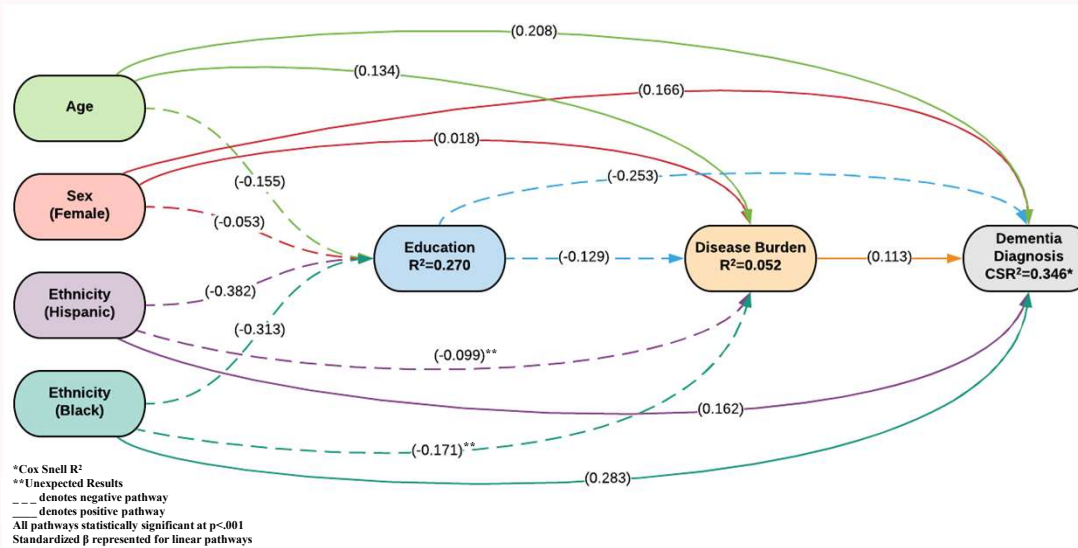 (0.208)
(0.134)
(0.166)
Age
(0.018)
(-0.155)
(-0.253)
Sex
(Female)
(-0.053)
Education
R²=0.270
(-0.129)
Disease Burden
R²=0.052
(0.113)
Dementia
Diagnosis
CSR²=0.346*
Ethnicity
(Hispanic)
(-0.382)
(-0.313)
(-0.099)**
Ethnicity
(Black)
(0.162)
(-0.171)**
(0.283)
*Cox Snell R²
**Unexpected Results
_ _ _ denotes negative pathway
____ denotes positive pathway
All pathways statistically significant at p<.001
Standardized β represented for linear pathways